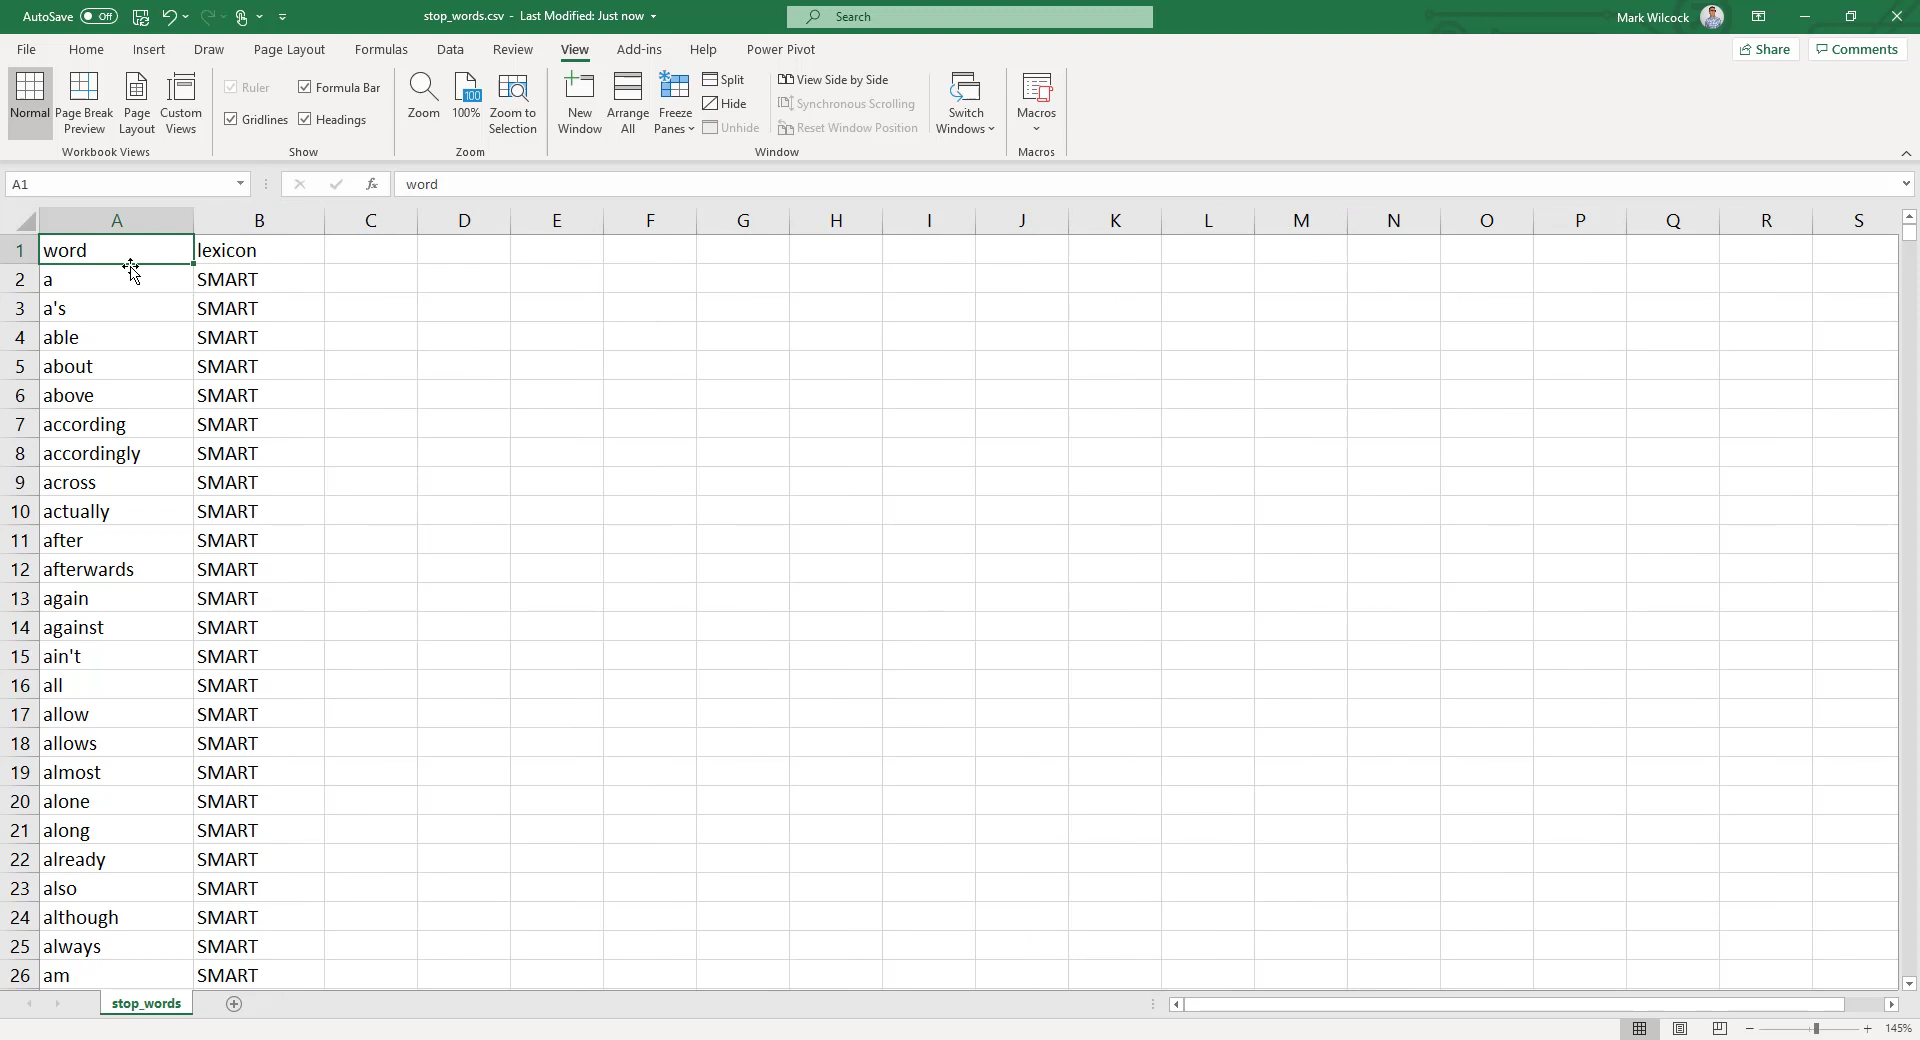 AutoSave Off stop_words.csv - Last Modified: Just now Search Mark Wilcock
File Home Insert Draw Page Layout Formulas Data Review View Add-ins Help Power Pivot Share Comments
Normal
Page Break Preview
Page Layout
Custom Views
Workbook Views
Ruler
Formula Bar
Gridlines
Headings
Show
Zoom
100
100%
Zoom to Selection
Zoom
New Window
Arrange All
Freeze Panes
Split
Hide
Unhide
View Side by Side
Synchronous Scrolling
Reset Window Position
Switch Windows
Window
Macros
Macros
A1 fx word
A B C D E F G H I J K L M N O P Q R S
1 word lexicon
2 a SMART
3 a's SMART
4 able SMART
5 about SMART
6 above SMART
7 according SMART
8 accordingly SMART
9 across SMART
10 actually SMART
11 after SMART
12 afterwards SMART
13 again SMART
14 against SMART
15 ain't SMART
16 all SMART
17 allow SMART
18 allows SMART
19 almost SMART
20 alone SMART
21 along SMART
22 already SMART
23 also SMART
24 although SMART
25 always SMART
26 am SMART
stop_words
145%